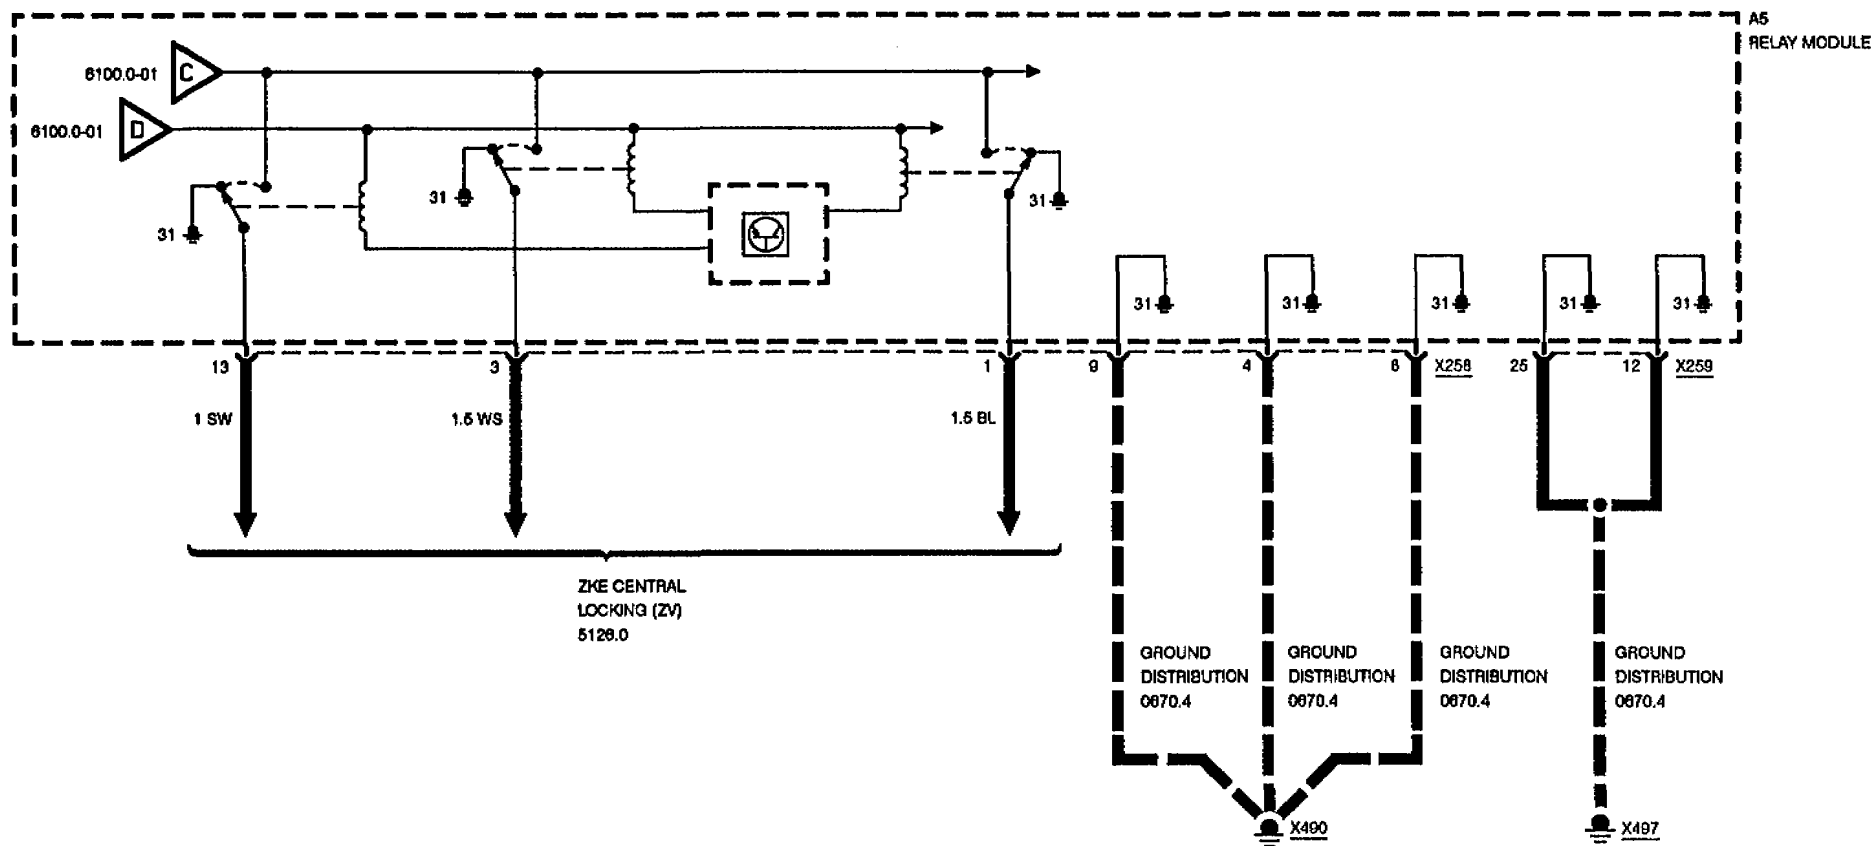 A5
RELAY MODULE
6100.0-01 C
6100.0-01 D
31
31
31
31
31
31
31
31
13
3
1
9
4
8
X258
25
12
X259
1 SW
1.5 WS
1.5 BL
ZKE CENTRAL
LOCKING (ZV)
5126.0
GROUND
DISTRIBUTION
0670.4
GROUND
DISTRIBUTION
0670.4
GROUND
DISTRIBUTION
0670.4
GROUND
DISTRIBUTION
0670.4
X490
X497